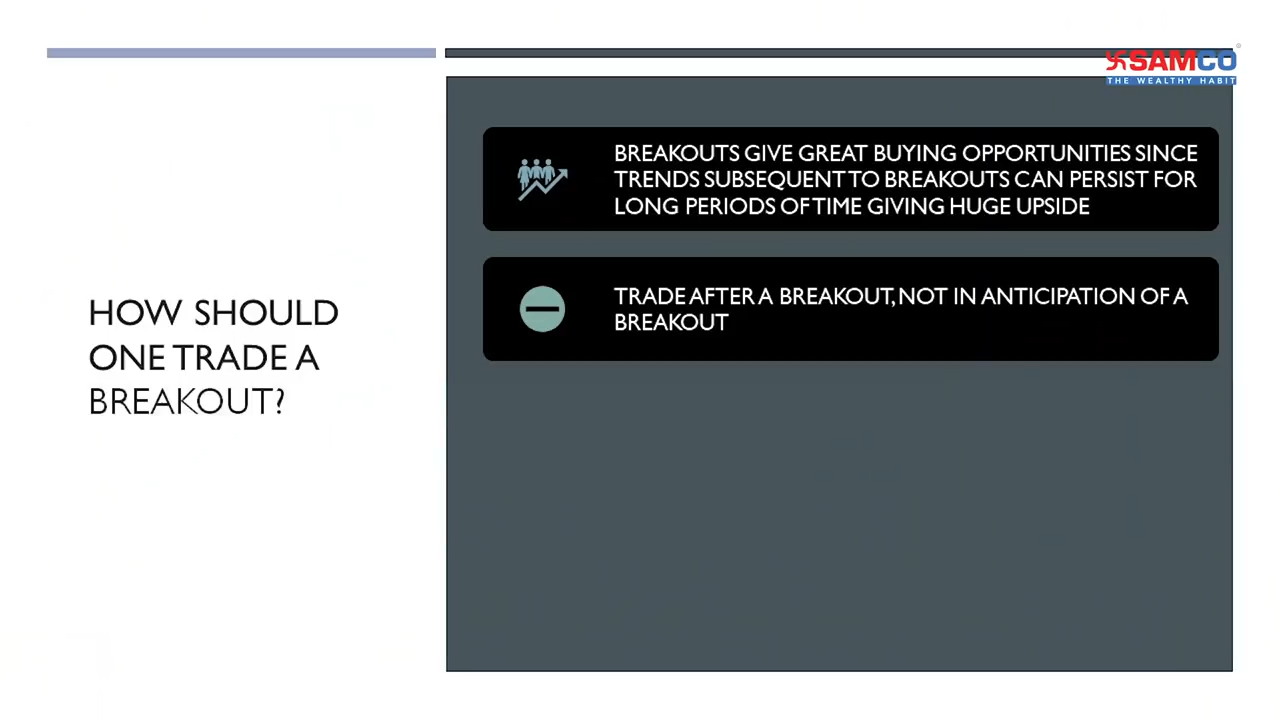 SAMCO
THE WEALTHY HABIT
BREAKOUTS GIVE GREAT BUYING OPPORTUNITIES SINCE
TRENDS SUBSEQUENT TO BREAKOUTS CAN PERSIST FOR
LONG PERIODS OF TIME GIVING HUGE UPSIDE
TRADE AFTER A BREAKOUT, NOT IN ANTICIPATION OF A
BREAKOUT
HOW SHOULD
ONE TRADE A
BREAKOUT?